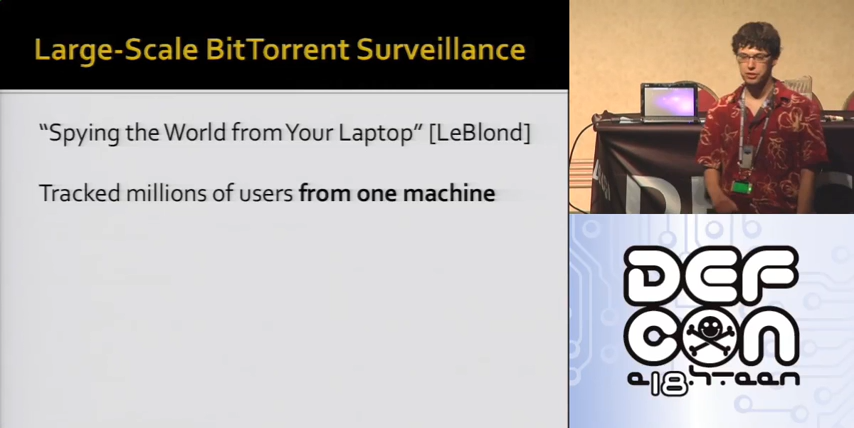 Large-Scale BitTorrent Surveillance
“Spying the World from Your Laptop” [LeBlond]
Tracked millions of users from one machine
DEF
CON
18